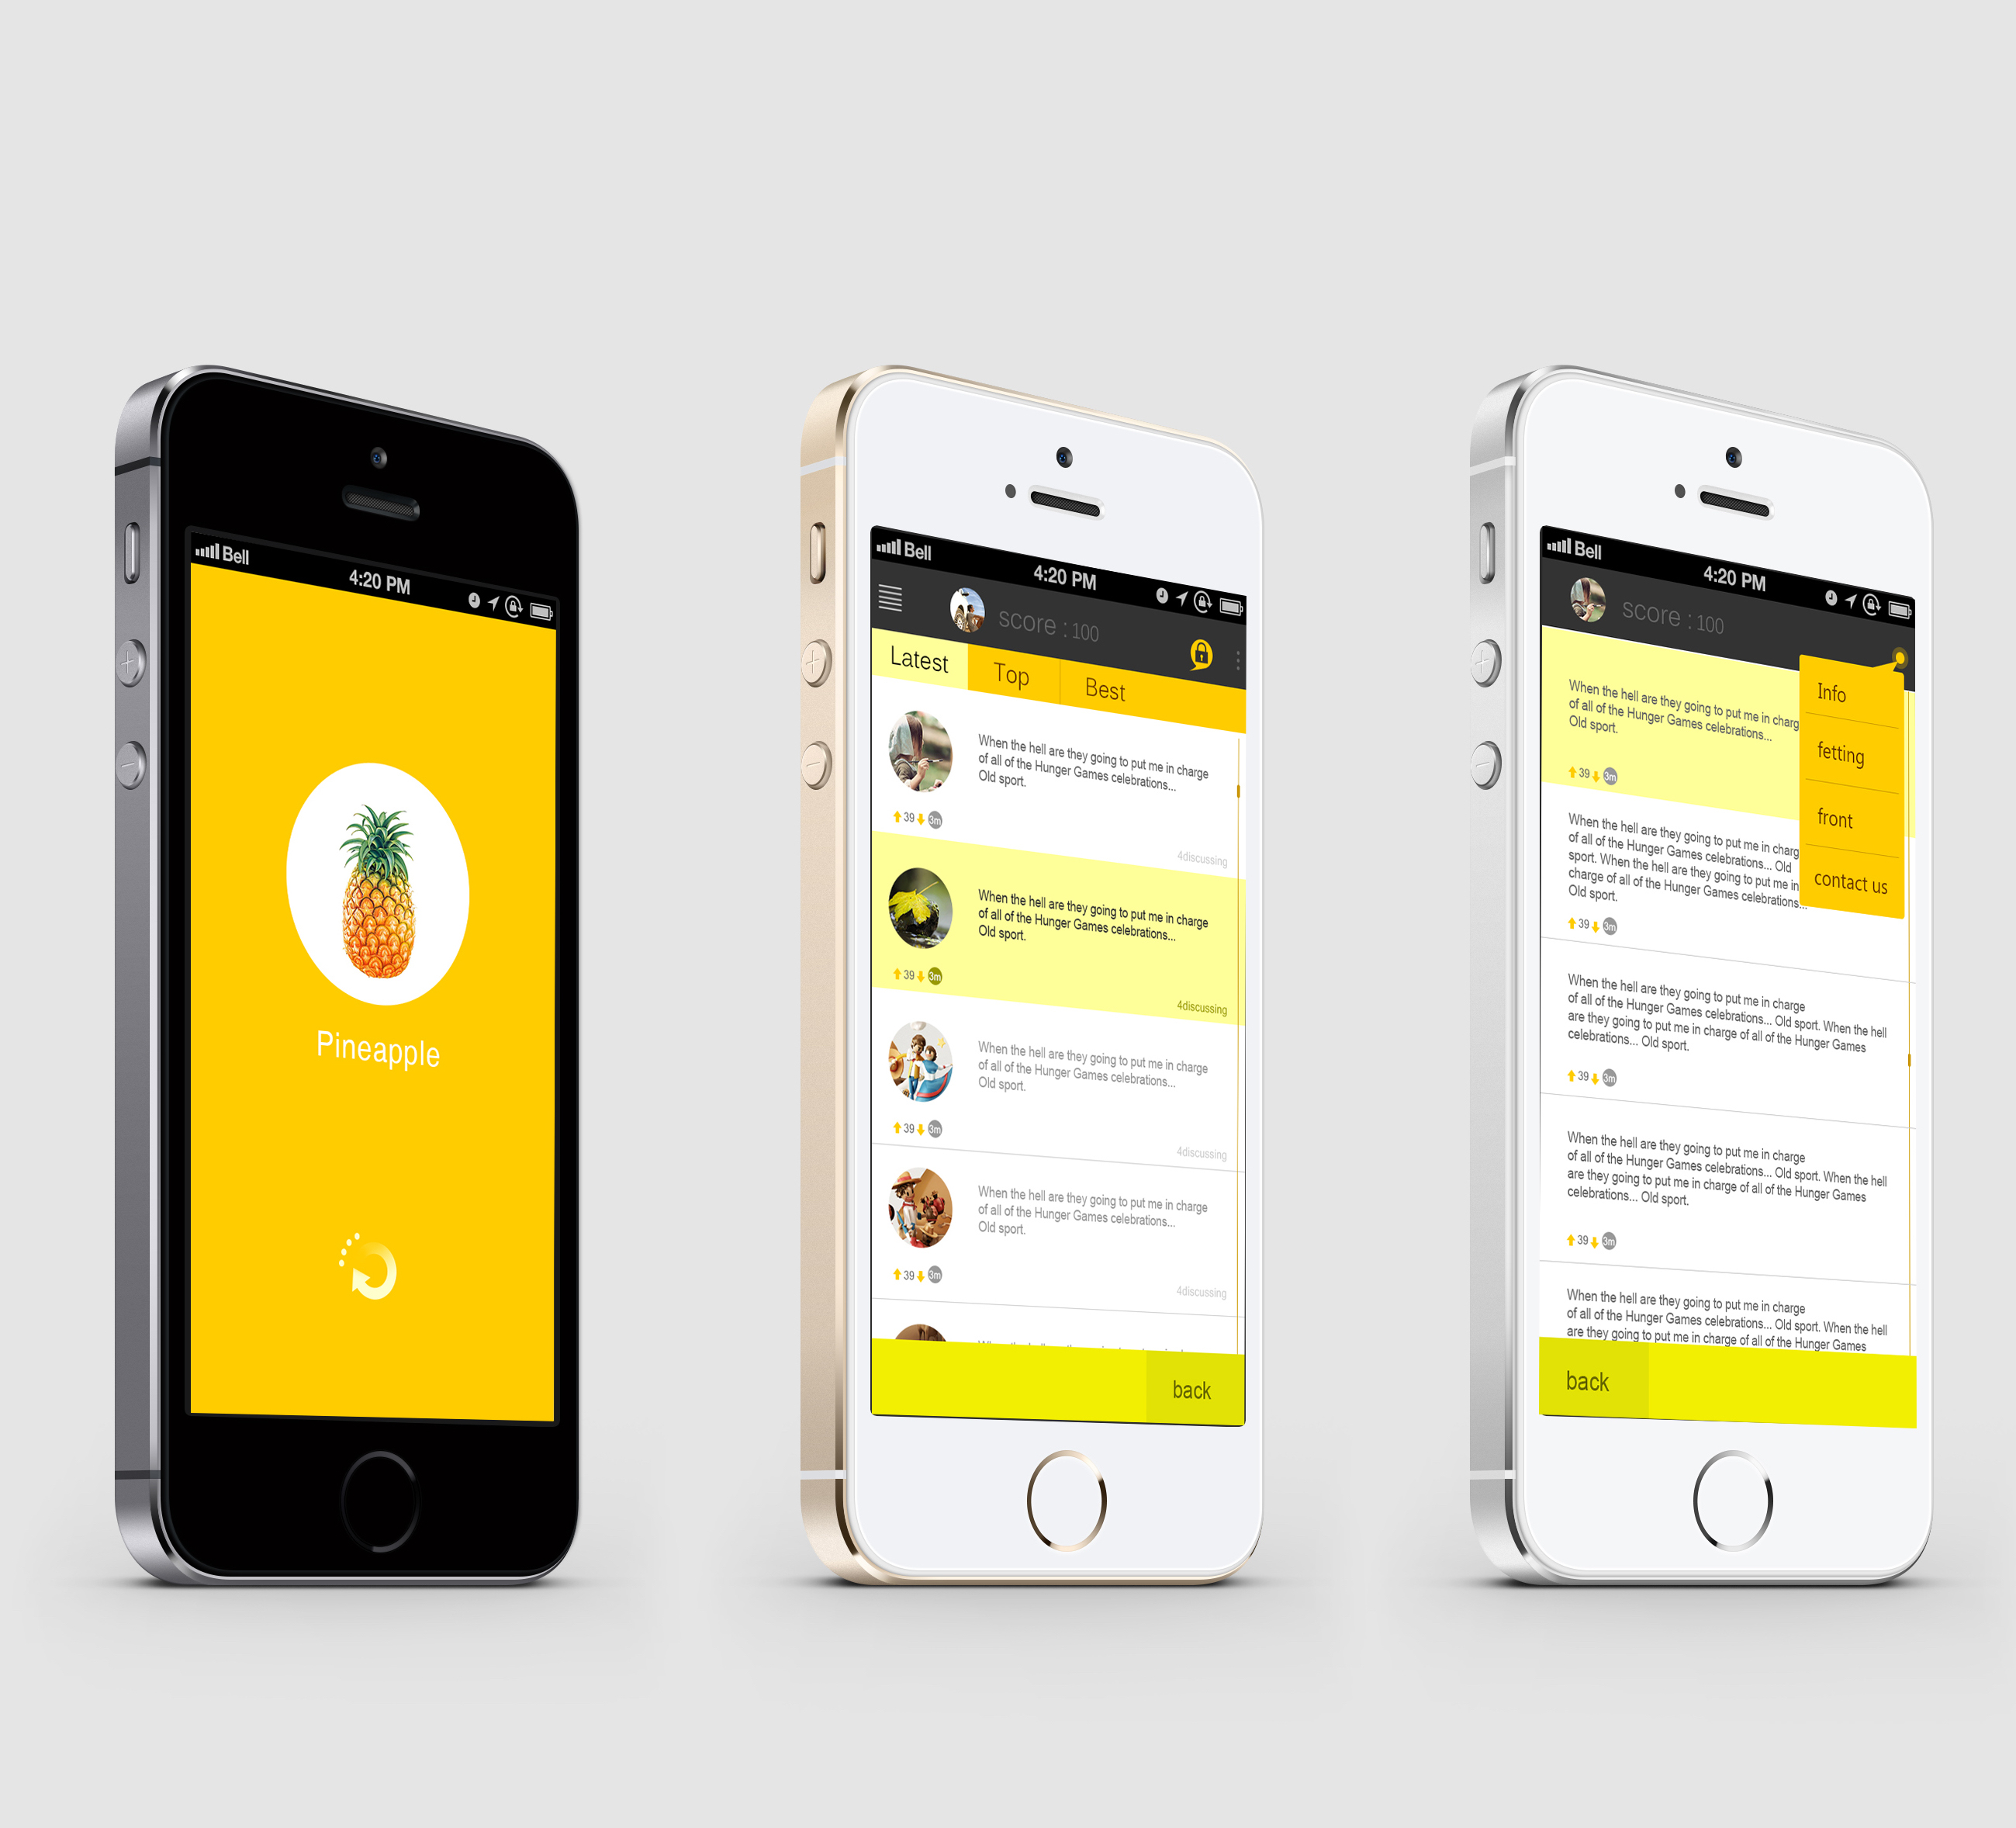 Bell
4:20 PM
Pineapple
Bell
4:20 PM
score : 100
Latest
Top
Best
When the hell are they going to put me in charge
of all of the Hunger Games celebrations...
Old sport.
39
3m
4discussing
When the hell are they going to put me in charge
of all of the Hunger Games celebrations...
Old sport.
39
3m
4discussing
When the hell are they going to put me in charge
of all of the Hunger Games celebrations...
Old sport.
39
3m
4discussing
When the hell are they going to put me in charge
of all of the Hunger Games celebrations...
Old sport.
39
3m
4discussing
back
Bell
4:20 PM
score : 100
Info
fetting
front
contact us
When the hell are they going to put me in charg
of all of the Hunger Games celebrations...
Old sport.
39
3m
When the hell are they going to put me in charg
of all of the Hunger Games celebrations... Old
sport. When the hell are they going to put me in
charge of all of the Hunger Games celebrations...
Old sport.
39
3m
When the hell are they going to put me in charge
of all of the Hunger Games celebrations... Old sport. When the hell
are they going to put me in charge of all of the Hunger Games
celebrations... Old sport.
39
3m
When the hell are they going to put me in charge
of all of the Hunger Games celebrations... Old sport. When the hell
are they going to put me in charge of all of the Hunger Games
celebrations... Old sport.
39
3m
When the hell are they going to put me in charge
of all of the Hunger Games celebrations... Old sport. When the hell
are they going to put me in charge of all of the Hunger Games
back